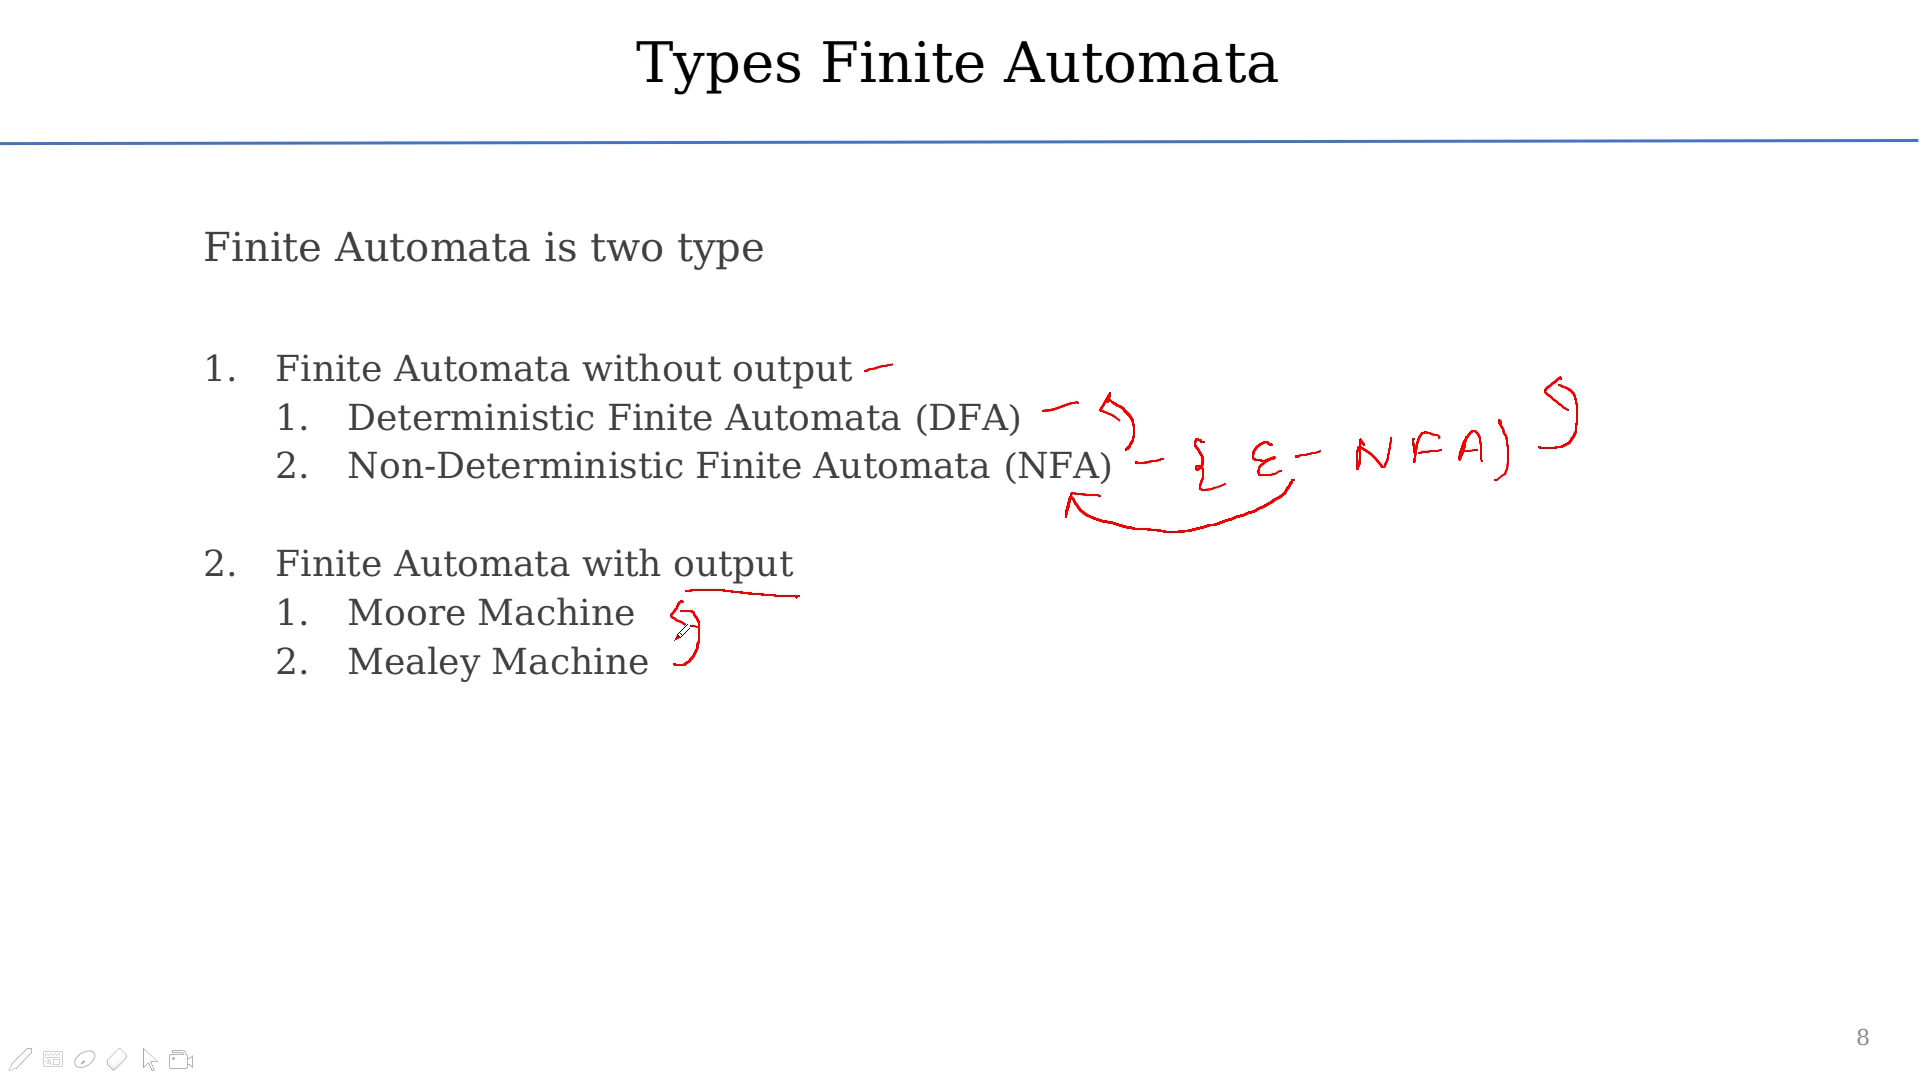 Types Finite Automata
Finite Automata is two type
1. Finite Automata without output –
1. Deterministic Finite Automata (DFA) –
2. Non-Deterministic Finite Automata (NFA) – { ε - NFA)
2. Finite Automata with output
1. Moore Machine
2. Mealey Machine
8